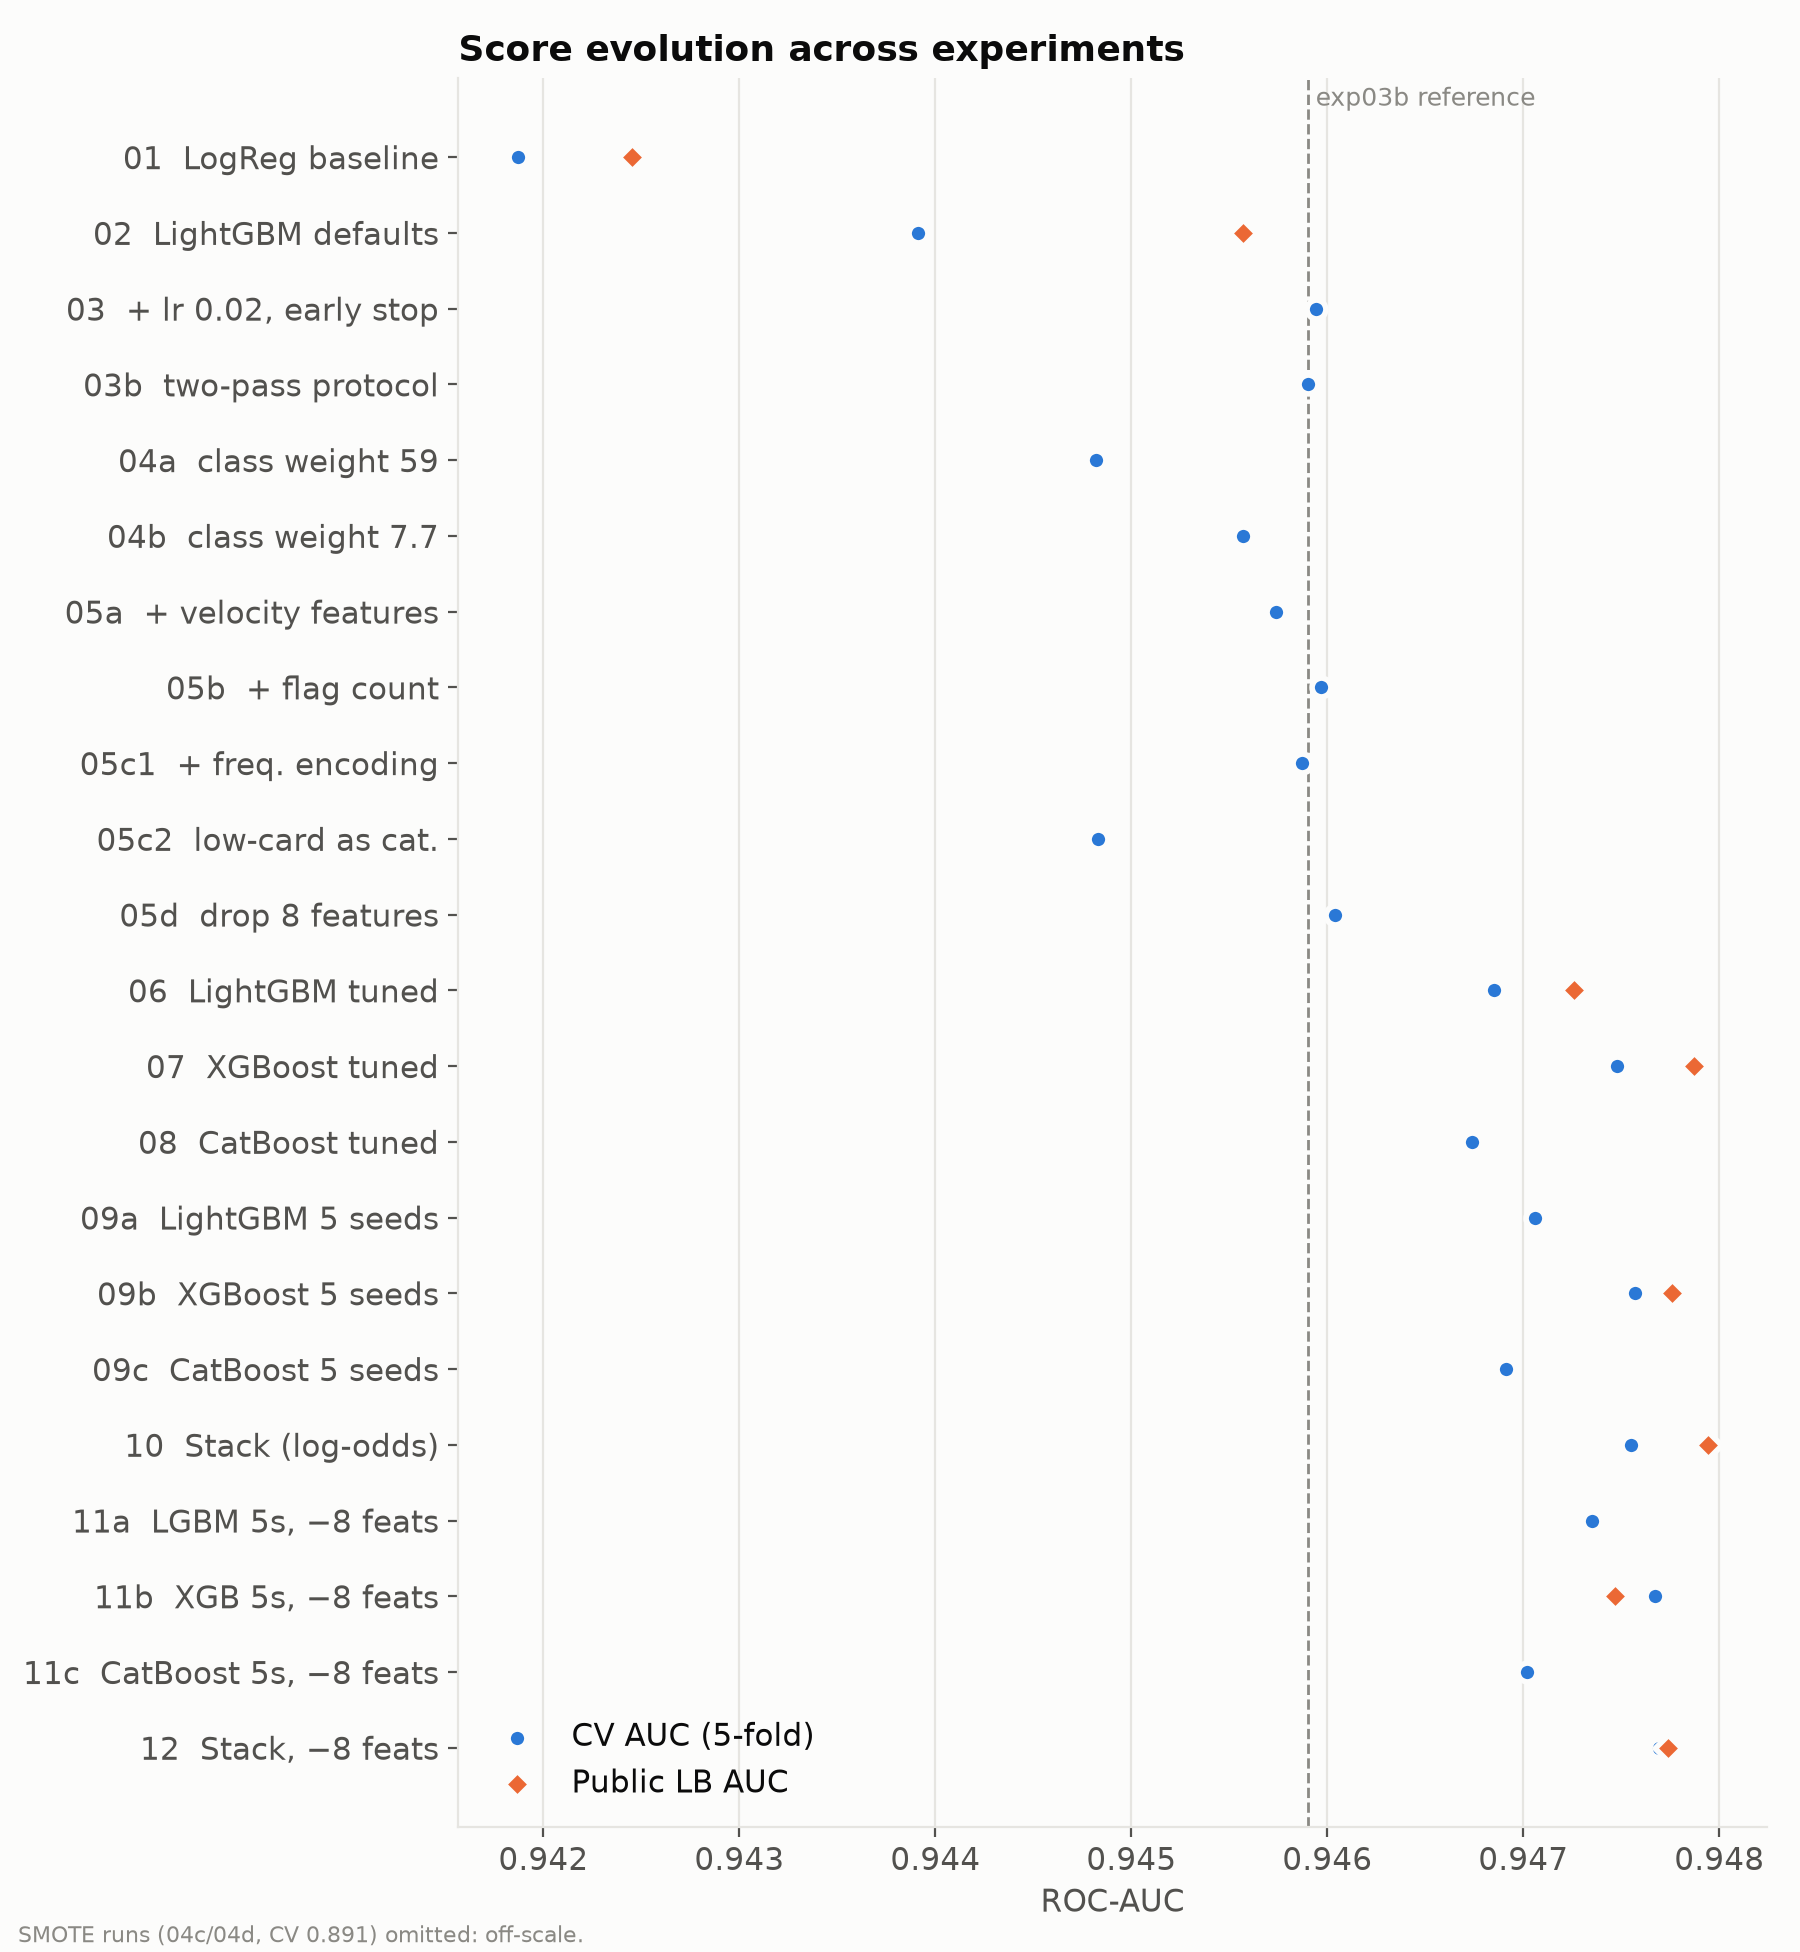 Score evolution across experiments
exp03b reference
01  LogReg baseline
02  LightGBM defaults
03  + lr 0.02, early stop
03b  two-pass protocol
04a  class weight 59
04b  class weight 7.7
05a  + velocity features
05b  + flag count
05c1  + freq. encoding
05c2  low-card as cat.
05d  drop 8 features
06  LightGBM tuned
07  XGBoost tuned
08  CatBoost tuned
09a  LightGBM 5 seeds
09b  XGBoost 5 seeds
09c  CatBoost 5 seeds
10  Stack (log-odds)
11a  LGBM 5s, −8 feats
11b  XGB 5s, −8 feats
11c  CatBoost 5s, −8 feats
12  Stack, −8 feats
CV AUC (5-fold)
Public LB AUC
0.942 0.943 0.944 0.945 0.946 0.947 0.948
ROC-AUC
SMOTE runs (04c/04d, CV 0.891) omitted: off-scale.